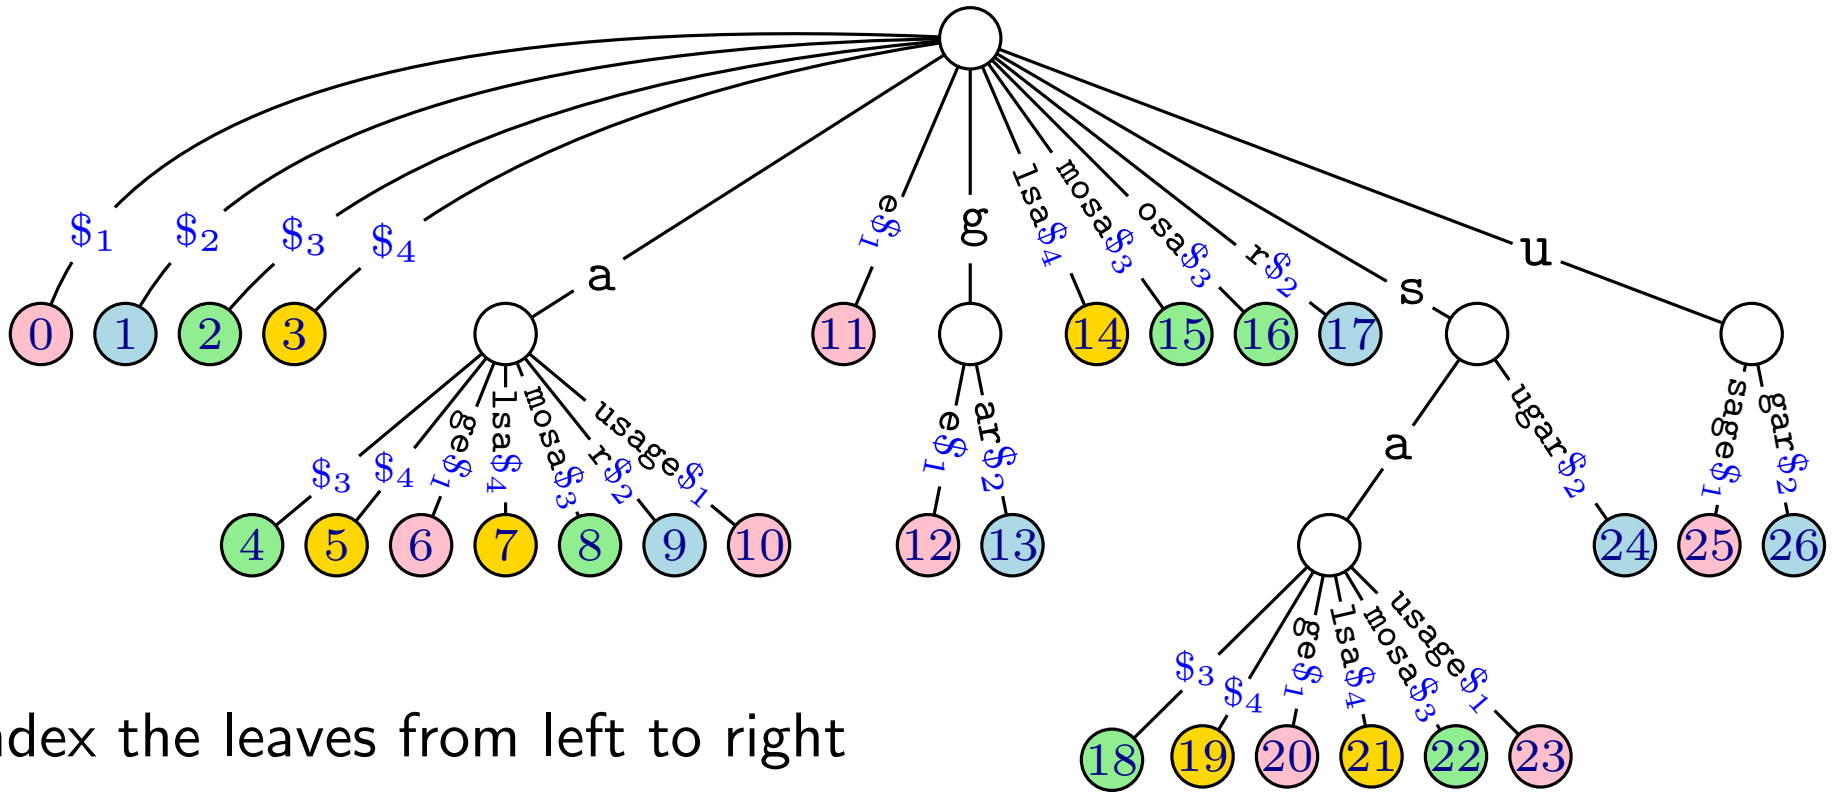 $1 $2 $3 $4 a e$1 g lsa$4 mosa$3 osa$3 r$2 s u
0 1 2 3 11 14 15 16 17
$3 $4 ge$1 lsa$4 mosa$3 r$2 usage$1 e$1 ar$2 a ugar$2 sage$1 gar$2
4 5 6 7 8 9 10 12 13 24 25 26
$3 $4 ge$1 lsa$4 mosa$3 usage$1
ndex the leaves from left to right
18 19 20 21 22 23